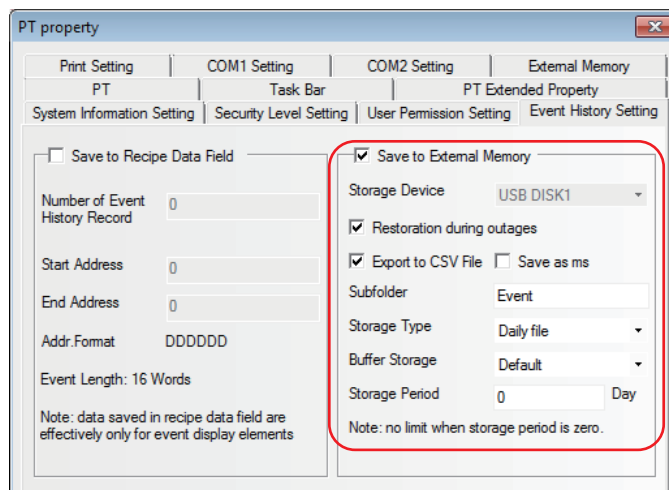 PT property
Print Setting
COM1 Setting
COM2 Setting
External Memory
PT
Task Bar
PT Extended Property
System Information Setting
Security Level Setting
User Permission Setting
Event History Setting
Save to Recipe Data Field
Number of Event
History Record
0
Start Address
0
End Address
0
Addr.Format
DDDDDD
Event Length: 16 Words
Note: data saved in recipe data field are
effectively only for event display elements
Save to External Memory
Storage Device
USB DISK1
Restoration during outages
Export to CSV File
Save as ms
Subfolder
Event
Storage Type
Daily file
Buffer Storage
Default
Storage Period
0
Day
Note: no limit when storage period is zero.